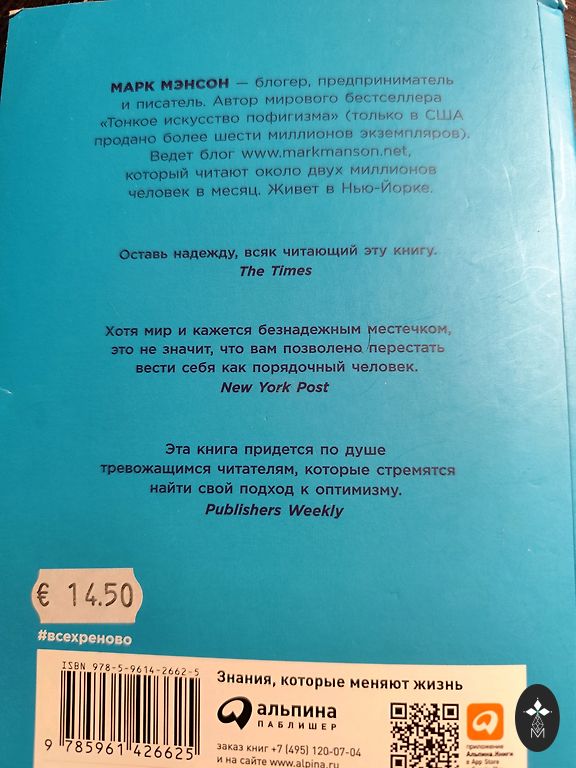 МАРК МЭНСОН — блогер, предприниматель
и писатель. Автор мирового бестселлера
«Тонкое искусство пофигизма» (только в США
продано более шести миллионов экземпляров).
Ведет блог www.markmanson.net,
который читают около двух миллионов
человек в месяц. Живет в Нью-Йорке.
Оставь надежду, всяк читающий эту книгу.
The Times
Хотя мир и кажется безнадежным местечком,
это не значит, что вам позволено перестать
вести себя как порядочный человек.
New York Post
Эта книга придется по душе
тревожащимся читателям, которые стремятся
найти свой подход к оптимизму.
Publishers Weekly
€ 14.50
#всехреново
ISBN 978-5-9614-2662-5
9 785961 426625
Знания, которые меняют жизнь
альпина
ПАБЛИШЕР
заказ книг +7 (495) 120-07-04
и на сайте www.alpina.ru
приложение
Альпина.Книги
в App Store